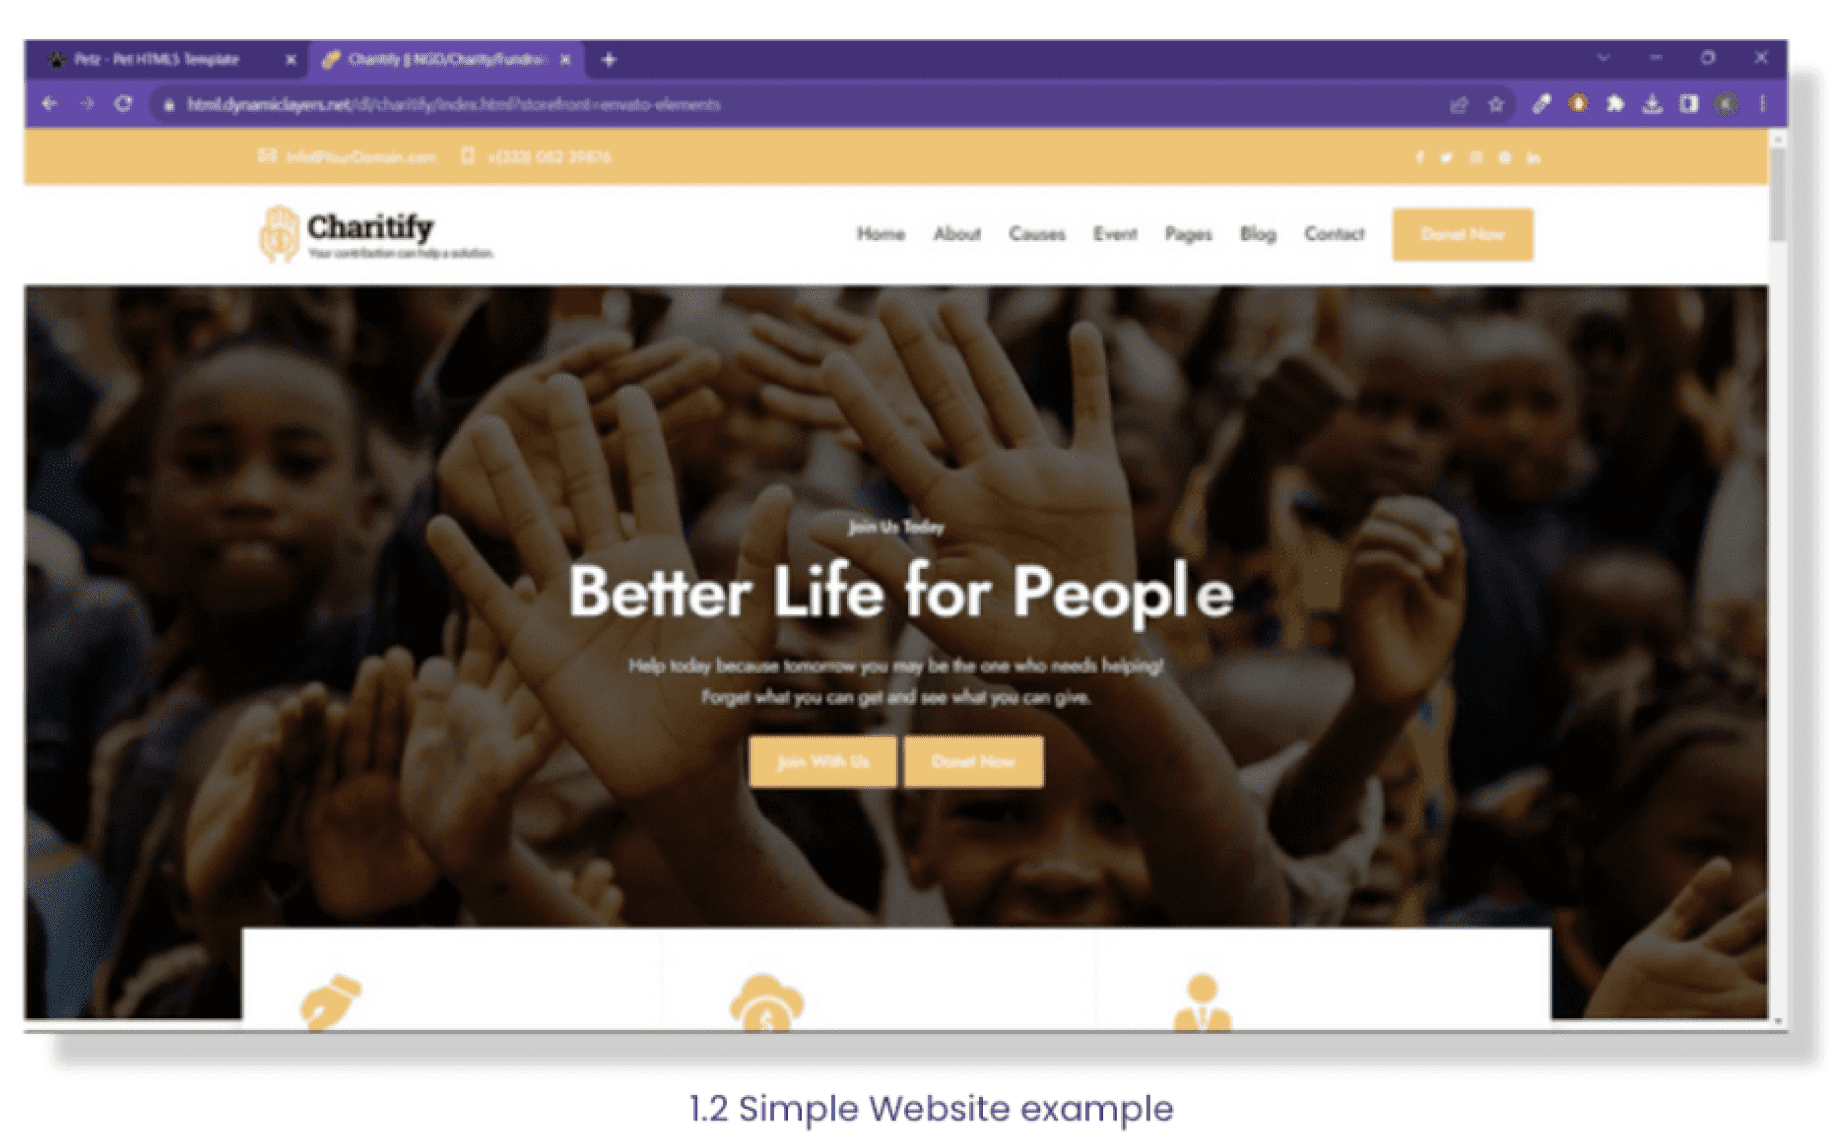 Petz - Pet HTML5 Template
Charitify || NGO/Charity/Fundra
html.dynamiclayers.net/dl/charitify/index.html?storefront=envato-elements
Info@YourDomain.com +(333) 052 39876
Charitify
Your contribution can help a solution.
Home About Causes Event Pages Blog Contact Donet Now
Join Us Today
Better Life for People
Help today because tomorrow you may be the one who needs helping!
Forget what you can get and see what you can give.
Join With Us Donet Now
1.2 Simple Website example